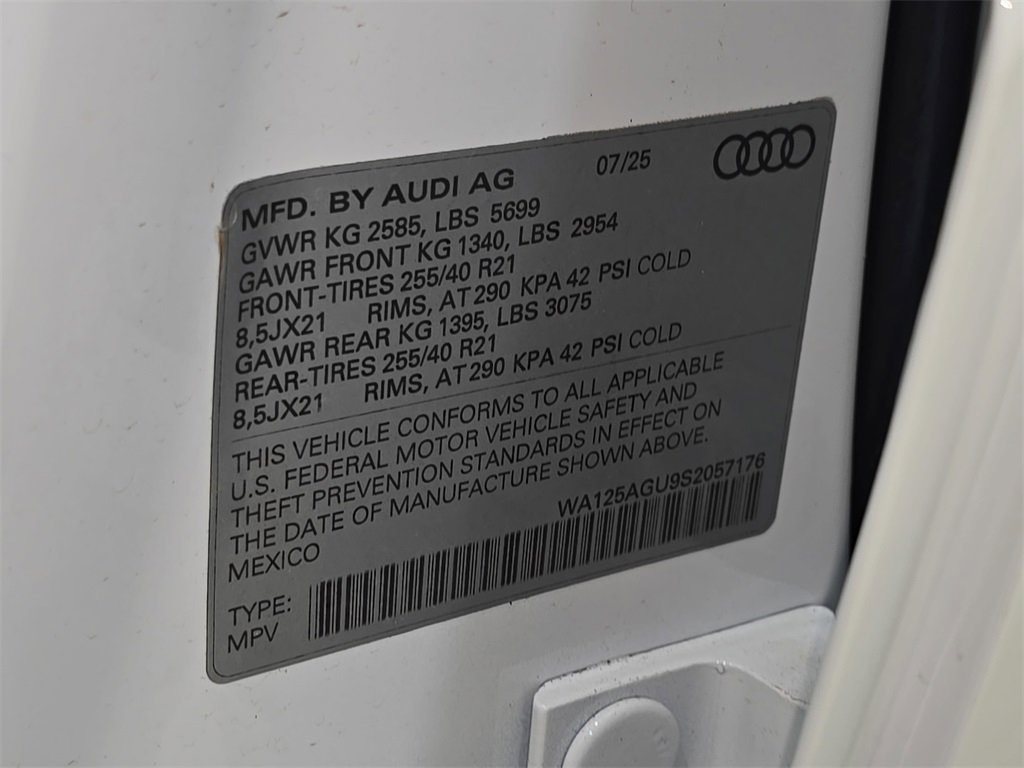 MFD. BY AUDI AG 07/25
GVWR KG 2585, LBS 5699
GAWR FRONT KG 1340, LBS 2954
FRONT-TIRES 255/40 R21
8,5JX21 RIMS, AT 290 KPA 42 PSI COLD
GAWR REAR KG 1395, LBS 3075
REAR-TIRES 255/40 R21
8,5JX21 RIMS, AT 290 KPA 42 PSI COLD
THIS VEHICLE CONFORMS TO ALL APPLICABLE
U.S. FEDERAL MOTOR VEHICLE SAFETY AND
THEFT PREVENTION STANDARDS IN EFFECT ON
THE DATE OF MANUFACTURE SHOWN ABOVE.
MEXICO WA125AGU9S2057176
TYPE:
MPV